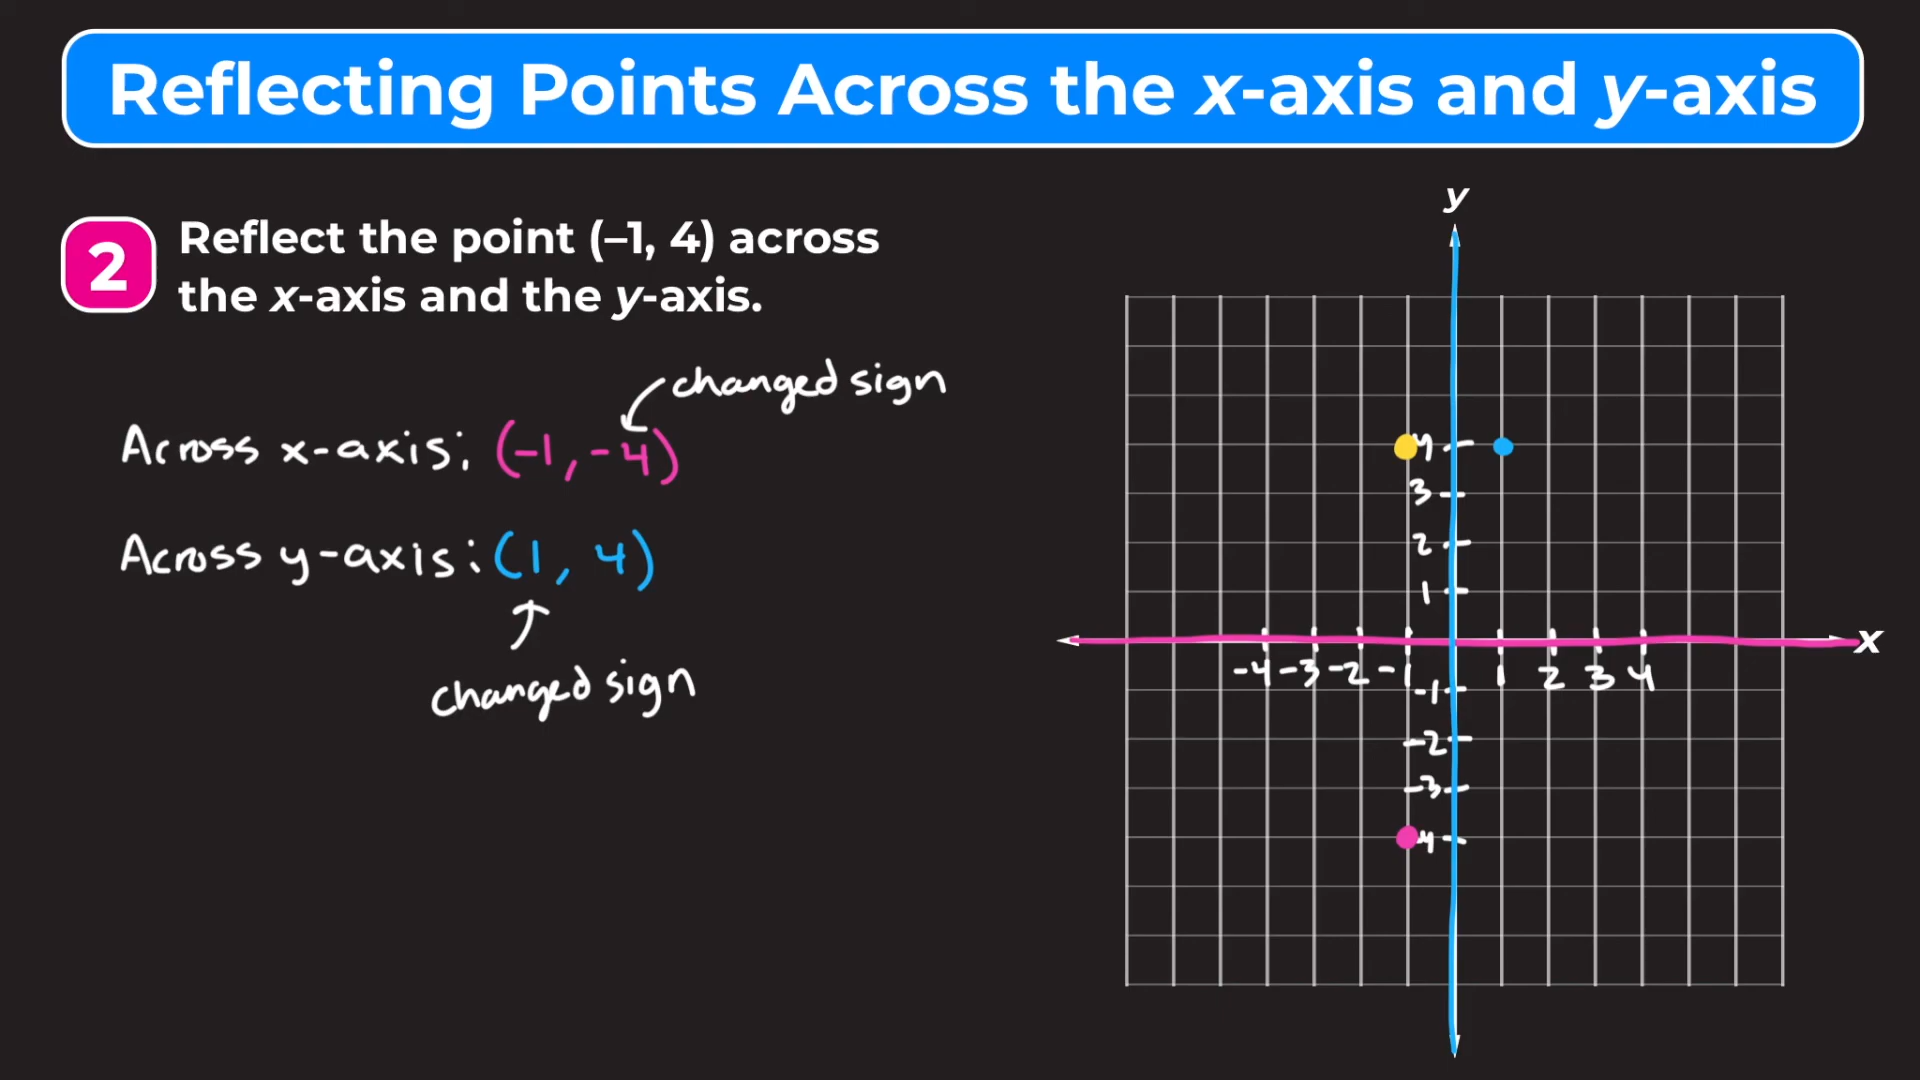 Reflecting Points Across the x-axis and y-axis
2
Reflect the point (–1, 4) across
the x-axis and the y-axis.
changed sign
Across x-axis: (-1, -4)
Across y-axis: (1, 4)
changed sign
y
4
3
2
1
x
-4 -3 -2 -1 1 2 3 4
-1
-2
-3
-4